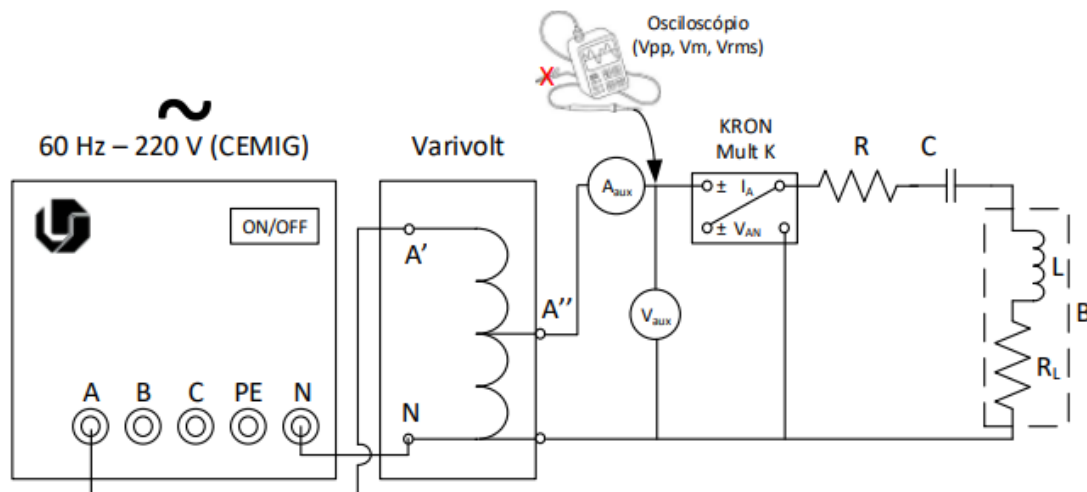 Osciloscópio
(Vpp, Vm, Vrms)
X
60 Hz – 220 V (CEMIG)
Varivolt
KRON
Mult K
R
C
ON/OFF
A'
A''
N
A B C PE N
Aaux
Vaux
± IA
± VAN
L
B
RL